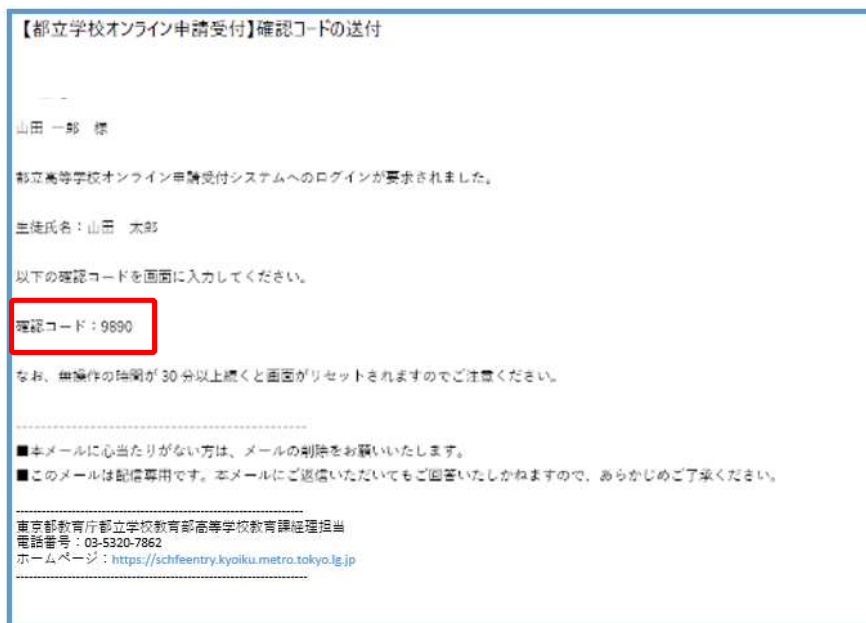 【都立学校オンライン申請受付】確認コードの送付
山田 一郎 様
都立高等学校オンライン申請受付システムへのログインが要求されました。
生徒氏名：山田 太郎
以下の確認コードを画面に入力してください。
確認コード：9890
なお、無操作の時間が 30 分以上続くと画面がリセットされますのでご注意ください。
--------------------------------------------------
■本メールに心当たりがない方は、メールの削除をお願いいたします。
■このメールは配信専用です。本メールにご返信いただいてもご回答いたしかねますので、あらかじめご了承ください。
----------------------------------------------------------------------
東京都教育庁都立学校教育部高等学校教育課経理担当
電話番号：03-5320-7862
ホームページ：https://schfeentry.kyoiku.metro.tokyo.lg.jp
----------------------------------------------------------------------